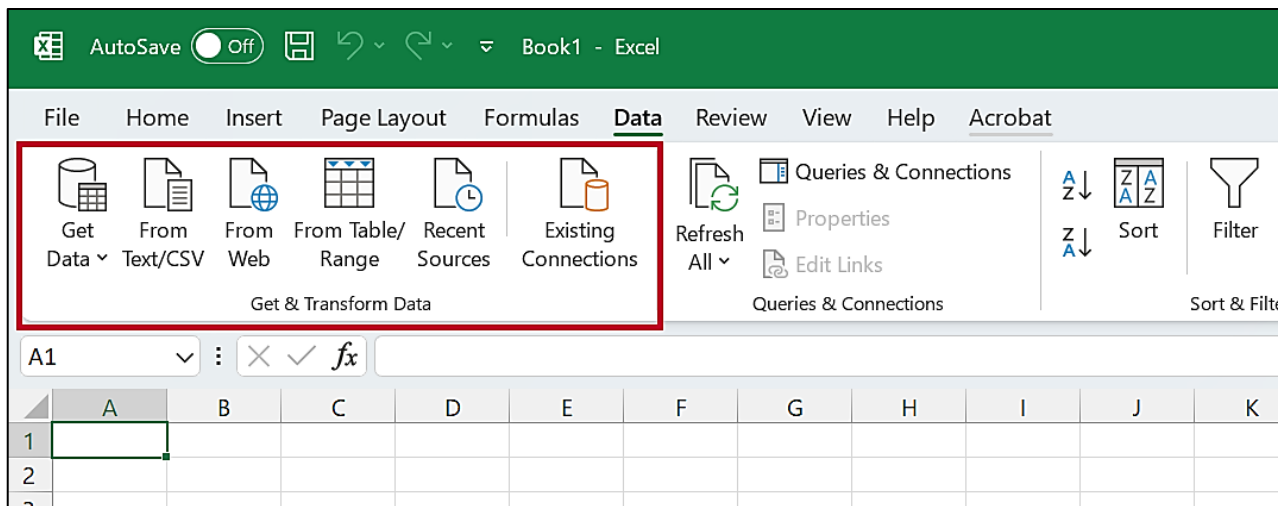 AutoSave Off Book1 - Excel
File Home Insert Page Layout Formulas Data Review View Help Acrobat
Get Data
From Text/CSV
From Web
From Table/ Range
Recent Sources
Existing Connections
Get & Transform Data
Refresh All
Queries & Connections
Properties
Edit Links
Queries & Connections
A Z
Z A
Z A A Z
Sort
Filter
Sort & Filte
A1 fx
A B C D E F G H I J K
1
2